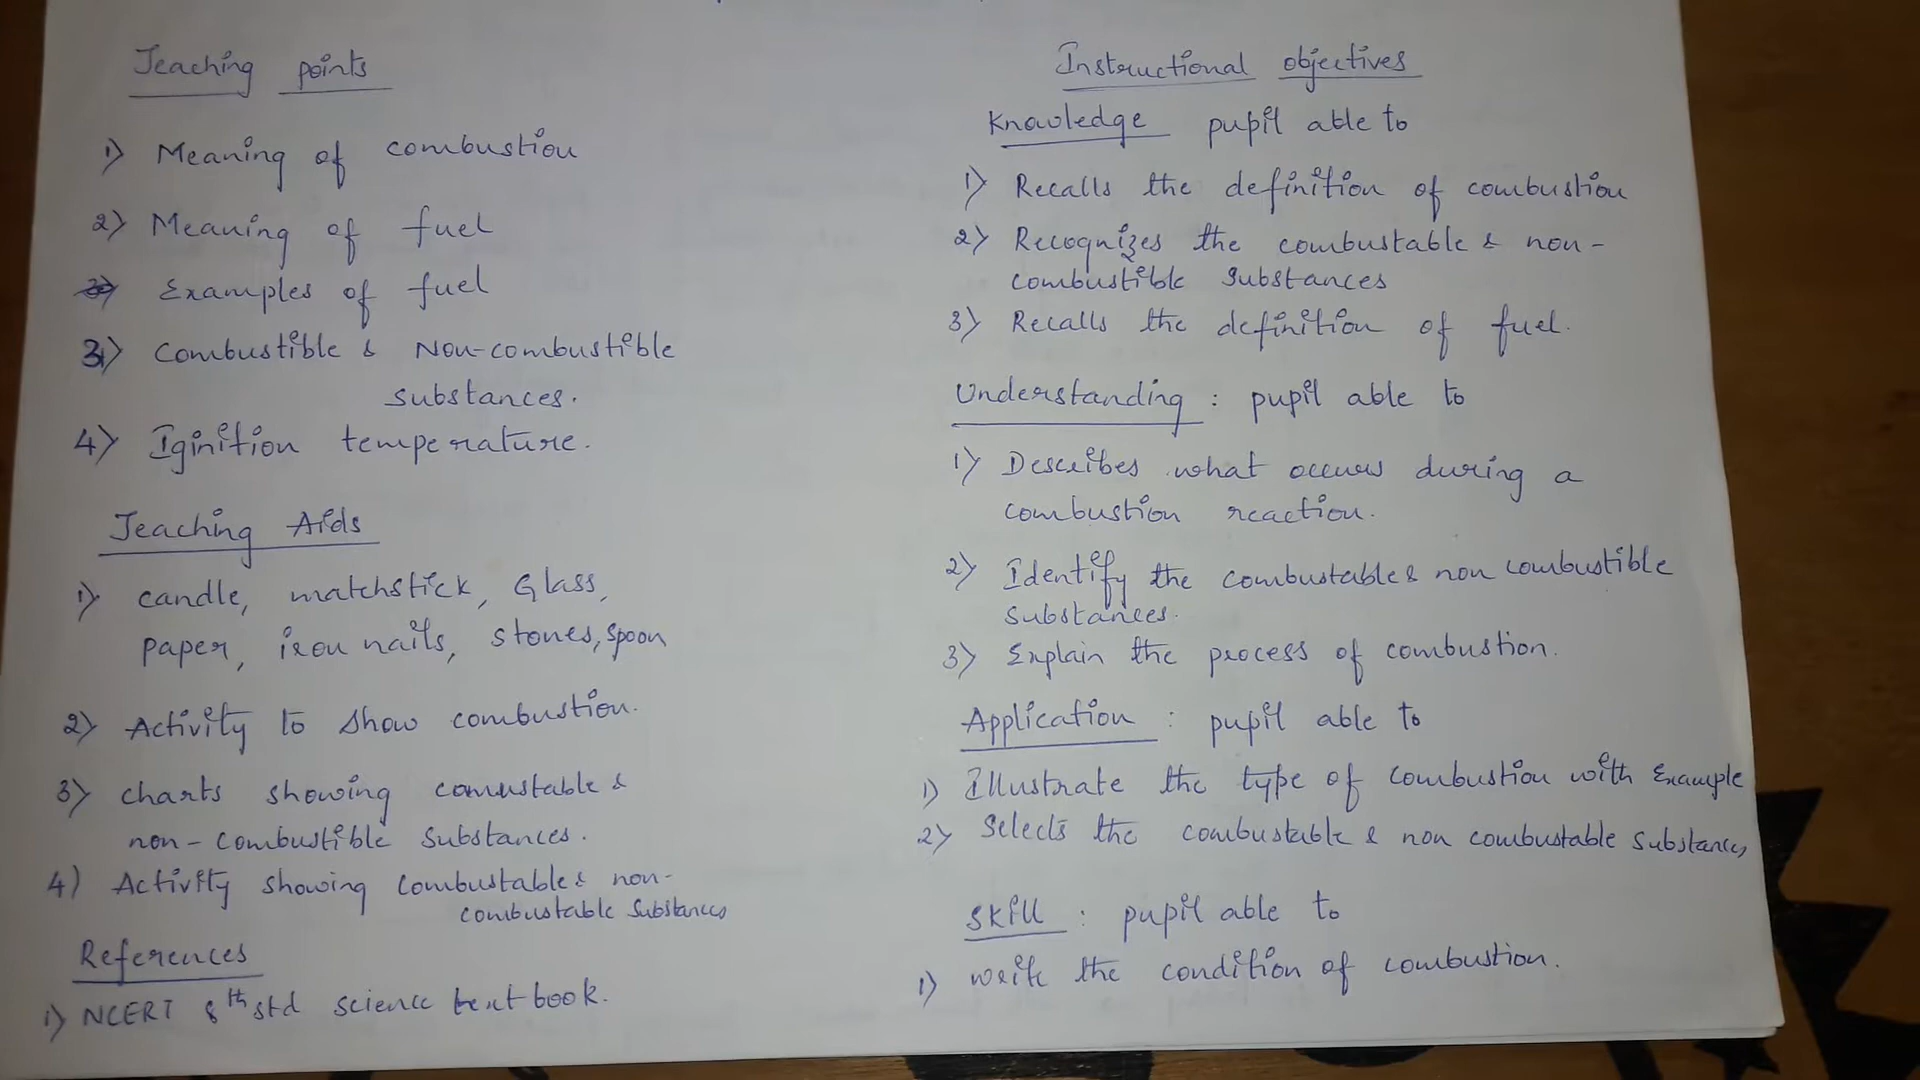 Teaching points
1) Meaning of combustion
2) Meaning of fuel
Examples of fuel
3) Combustible & Non-combustible
substances.
4) Iginition temperature.
Teaching Aids
1) candle, matchstick, Glass,
paper, iron nails, stones, spoon
2) Activity to show combustion.
3) charts showing comustable &
non-combustible substances.
4) Activity showing combustable & non-
combustable substances
References
1) NCERT 8th std science text book.
Instructional objectives
Knowledge pupil able to
1) Recalls the definition of combustion
2) Recognizes the combustable & non-
combustible substances
3) Recalls the definition of fuel.
Understanding : pupil able to
1) Describes what occurs during a
combustion reaction.
2) Identify the combustable & non combustible
substances.
3) Explain the process of combustion.
Application : pupil able to
1) Illustrate the type of combustion with Example
2) Selects the combustable & non combustable substances
Skill : pupil able to
1) write the condition of combustion.